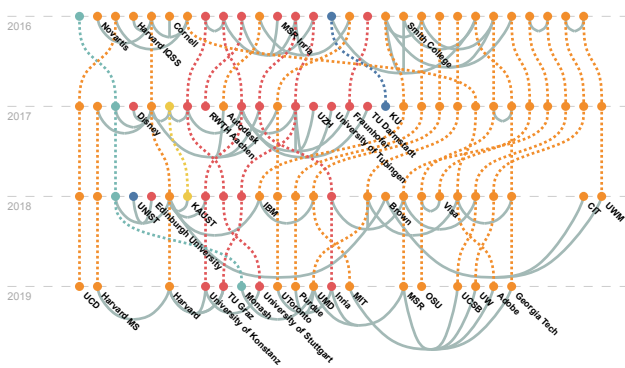 2016
Novartis
Harvard IQSS
Cornell
MSR Inria
Smith College
2017
Disney
RWTH Aachen
Autodesk
UZH
University of Tubingen
Fraunhofer
TU Darmstadt
KU
2018
UNIST
Edinburgh University
KAUST
IBM
Brown
Visa
CIT
UWM
2019
UCD
Harvard MS
Harvard
University of Konstanz
TU Graz
Monash
University of Stuttgart
UToronto
Purdue
UMD
Inria
MIT
MSR
OSU
UCSB
UW
Adobe
Georgia Tech